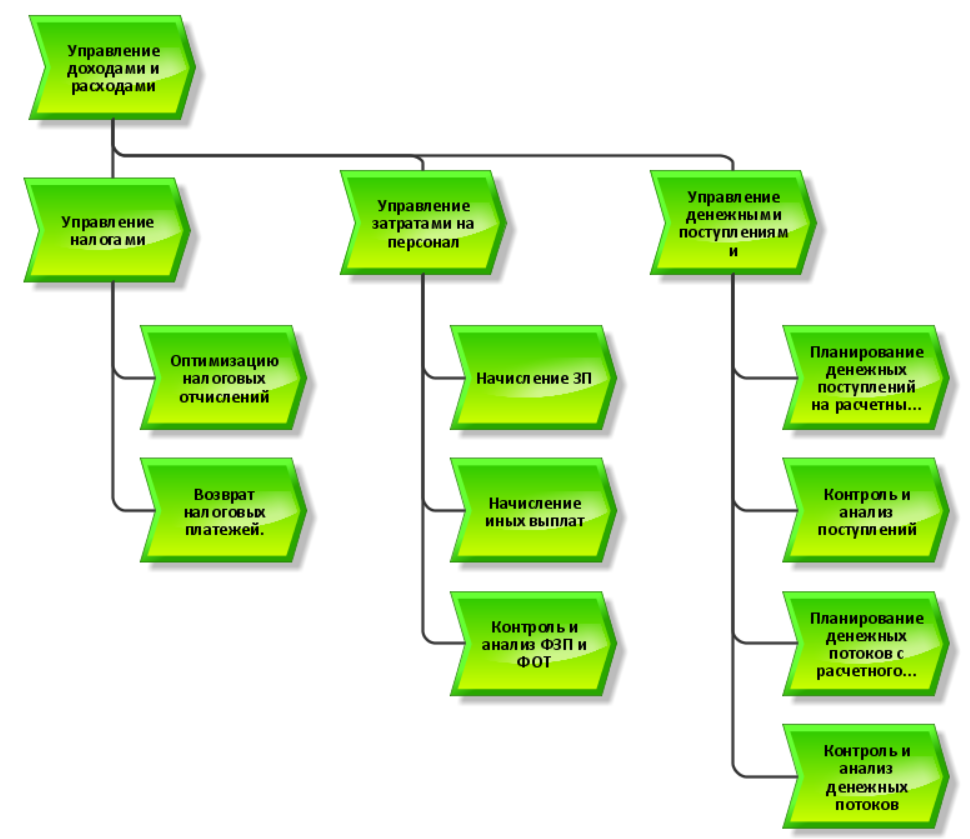 Управление
доходами и
расходами
Управление
налогами
Управление
затратами на
персонал
Управление
денежными
поступлениям
и
Оптимизацию
налоговых
отчислений
Начисление ЗП
Планирование
денежных
поступлений
на расчетны...
Возврат
налоговых
платежей.
Начисление
иных выплат
Контроль и
анализ
поступлений
Контроль и
анализ ФЗП и
ФОТ
Планирование
денежных
потоков с
расчетного...
Контроль и
анализ
денежных
потоков